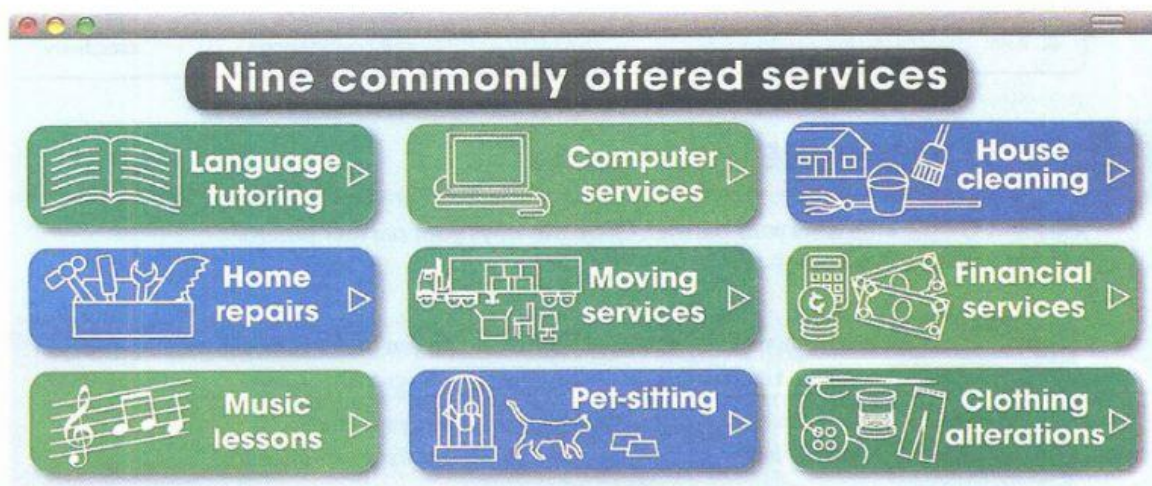 Nine commonly offered services
Language
tutoring
Computer
services
House
cleaning
Home
repairs
Moving
services
Financial
services
Music
lessons
Pet-sitting
Clothing
alterations